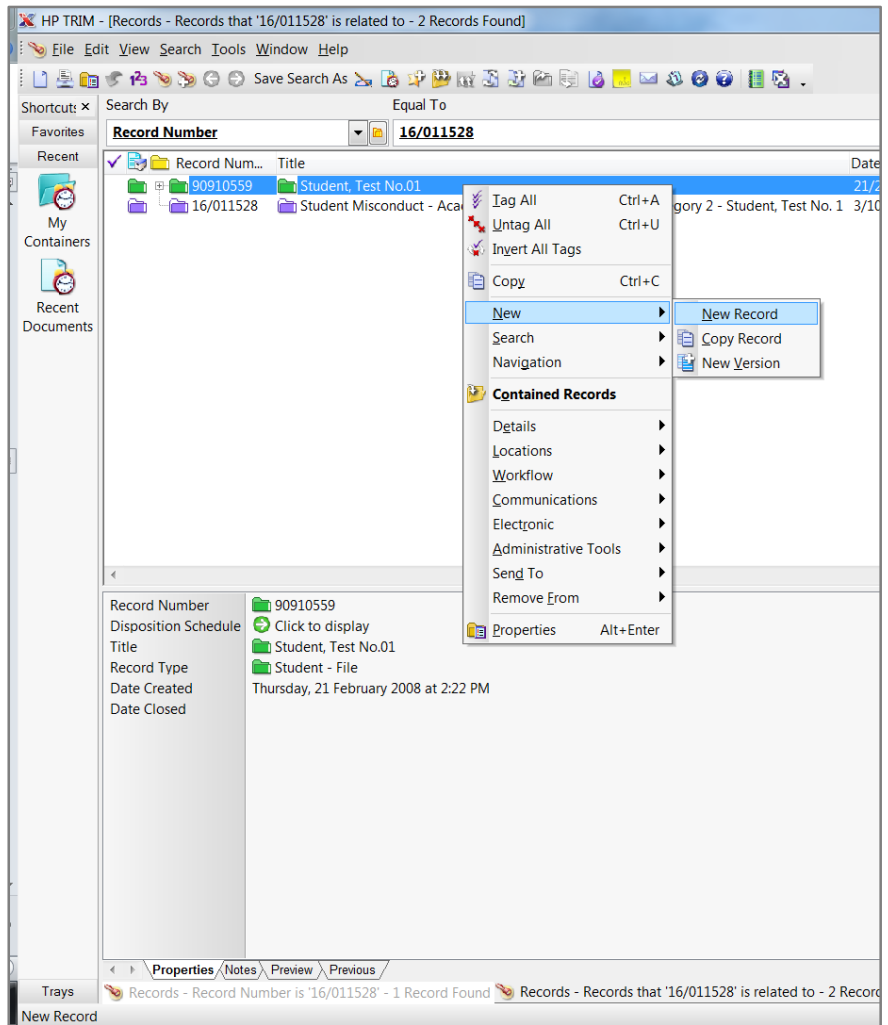 HP TRIM - [Records - Records that '16/011528' is related to - 2 Records Found]
File Edit View Search Tools Window Help
Save Search As
Shortcut: × Search By Equal To
Favorites Record Number 16/011528
Recent Record Num... Title Date
90910559 Student, Test No.01 21/2
16/011528 Student Misconduct - Aca gory 2 - Student, Test No. 1 3/10
My Containers
Recent Documents
Tag All Ctrl+A
Untag All Ctrl+U
Invert All Tags
Copy Ctrl+C
New
Search
Navigation
Contained Records
Details
Locations
Workflow
Communications
Electronic
Administrative Tools
Send To
Remove From
Properties Alt+Enter
New Record
Copy Record
New Version
Record Number 90910559
Disposition Schedule Click to display
Title Student, Test No.01
Record Type Student - File
Date Created Thursday, 21 February 2008 at 2:22 PM
Date Closed
Properties Notes Preview Previous
Trays Records - Record Number is '16/011528' - 1 Record Found Records - Records that '16/011528' is related to - 2 Record
New Record